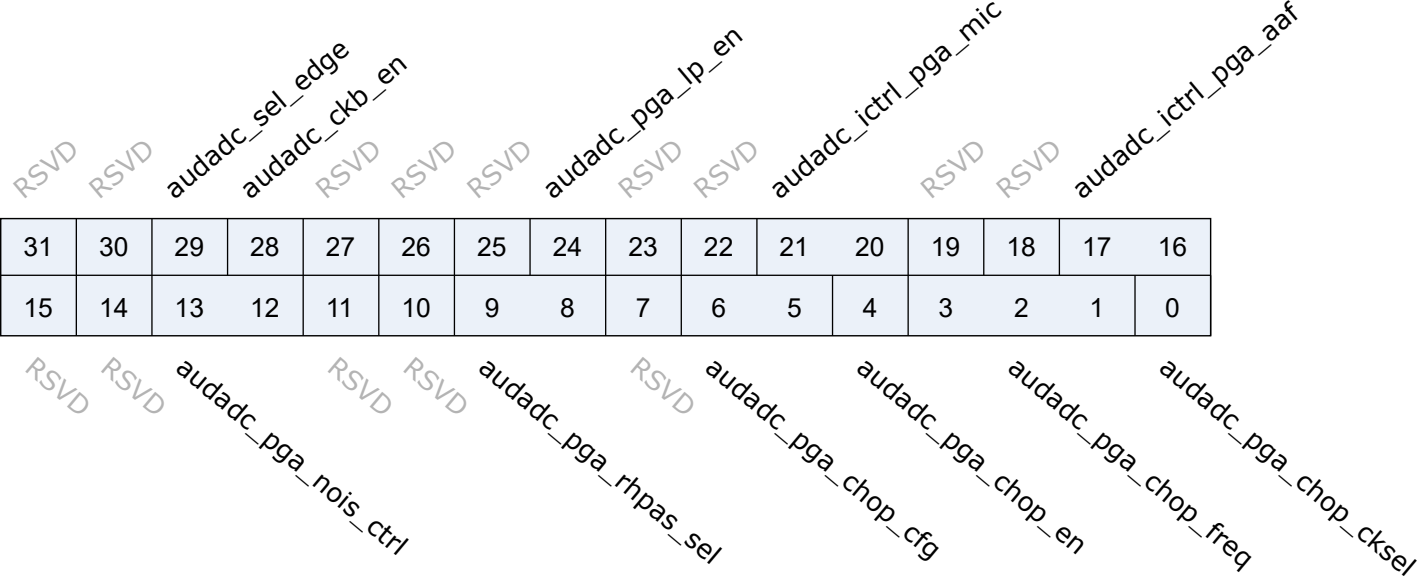 RSVD RSVD audadc_sel_edge audadc_ckb_en RSVD RSVD RSVD audadc_pga_lp_en RSVD RSVD audadc_ictrl_pga_mic RSVD RSVD audadc_ictrl_pga_aaf
31 30 29 28 27 26 25 24 23 22 21 20 19 18 17 16
15 14 13 12 11 10 9 8 7 6 5 4 3 2 1 0
RSVD RSVD audadc_pga_nois_ctrl RSVD RSVD audadc_pga_rhpas_sel RSVD audadc_pga_chop_cfg audadc_pga_chop_en audadc_pga_chop_freq audadc_pga_chop_cksel